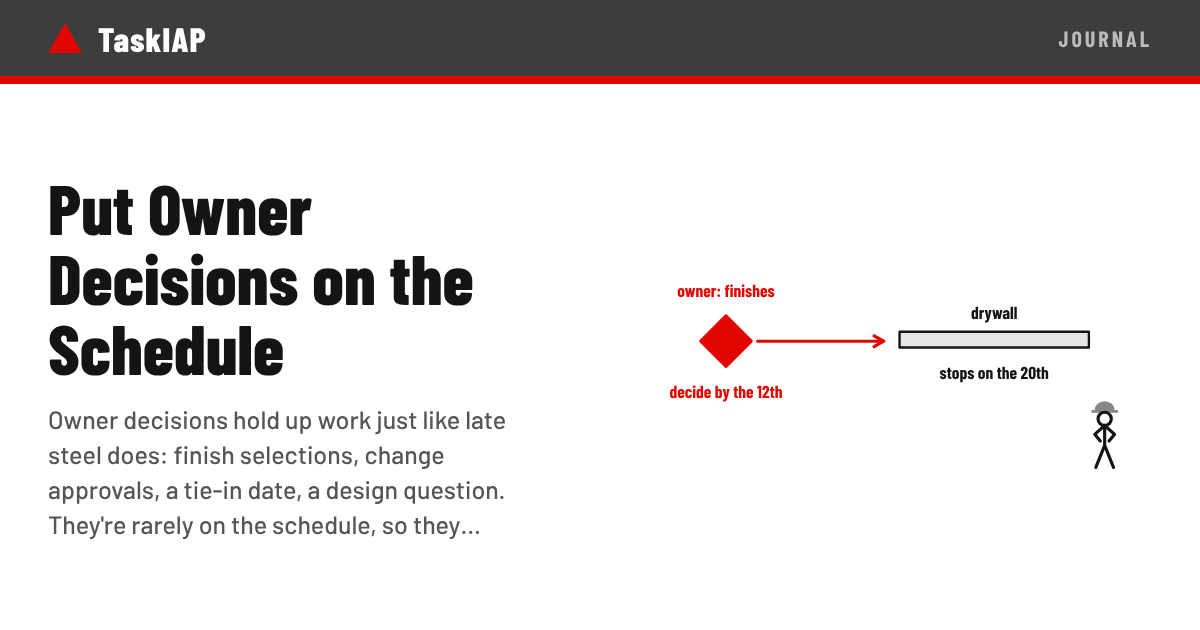 TaskIAP
JOURNAL
Put Owner
Decisions on the
Schedule
Owner decisions hold up work just like late
steel does: finish selections, change
approvals, a tie-in date, a design question.
They're rarely on the schedule, so they...
owner: finishes
decide by the 12th
drywall
stops on the 20th